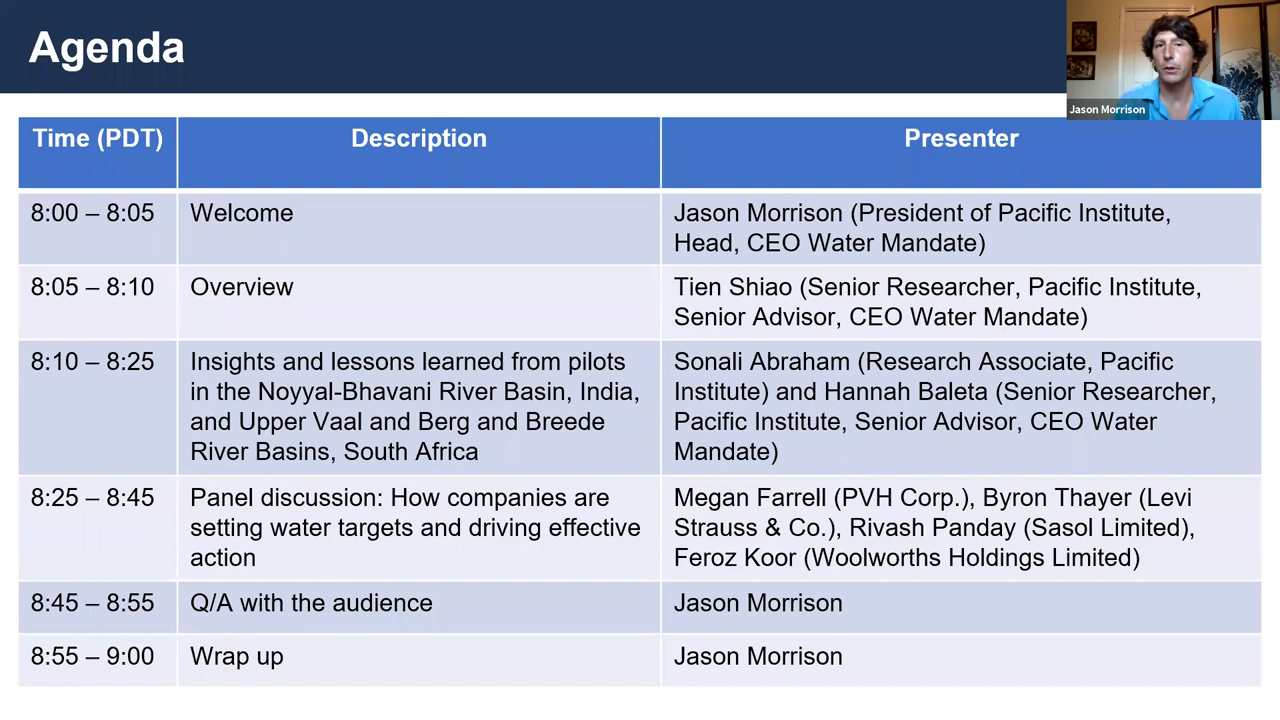 Agenda
Jason Morrison
Time (PDT)
Description
Presenter
8:00 – 8:05
Welcome
Jason Morrison (President of Pacific Institute,
Head, CEO Water Mandate)
8:05 – 8:10
Overview
Tien Shiao (Senior Researcher, Pacific Institute,
Senior Advisor, CEO Water Mandate)
8:10 – 8:25
Insights and lessons learned from pilots
in the Noyyal-Bhavani River Basin, India,
and Upper Vaal and Berg and Breede
River Basins, South Africa
Sonali Abraham (Research Associate, Pacific
Institute) and Hannah Baleta (Senior Researcher,
Pacific Institute, Senior Advisor, CEO Water
Mandate)
8:25 – 8:45
Panel discussion: How companies are
setting water targets and driving effective
action
Megan Farrell (PVH Corp.), Byron Thayer (Levi
Strauss & Co.), Rivash Panday (Sasol Limited),
Feroz Koor (Woolworths Holdings Limited)
8:45 – 8:55
Q/A with the audience
Jason Morrison
8:55 – 9:00
Wrap up
Jason Morrison